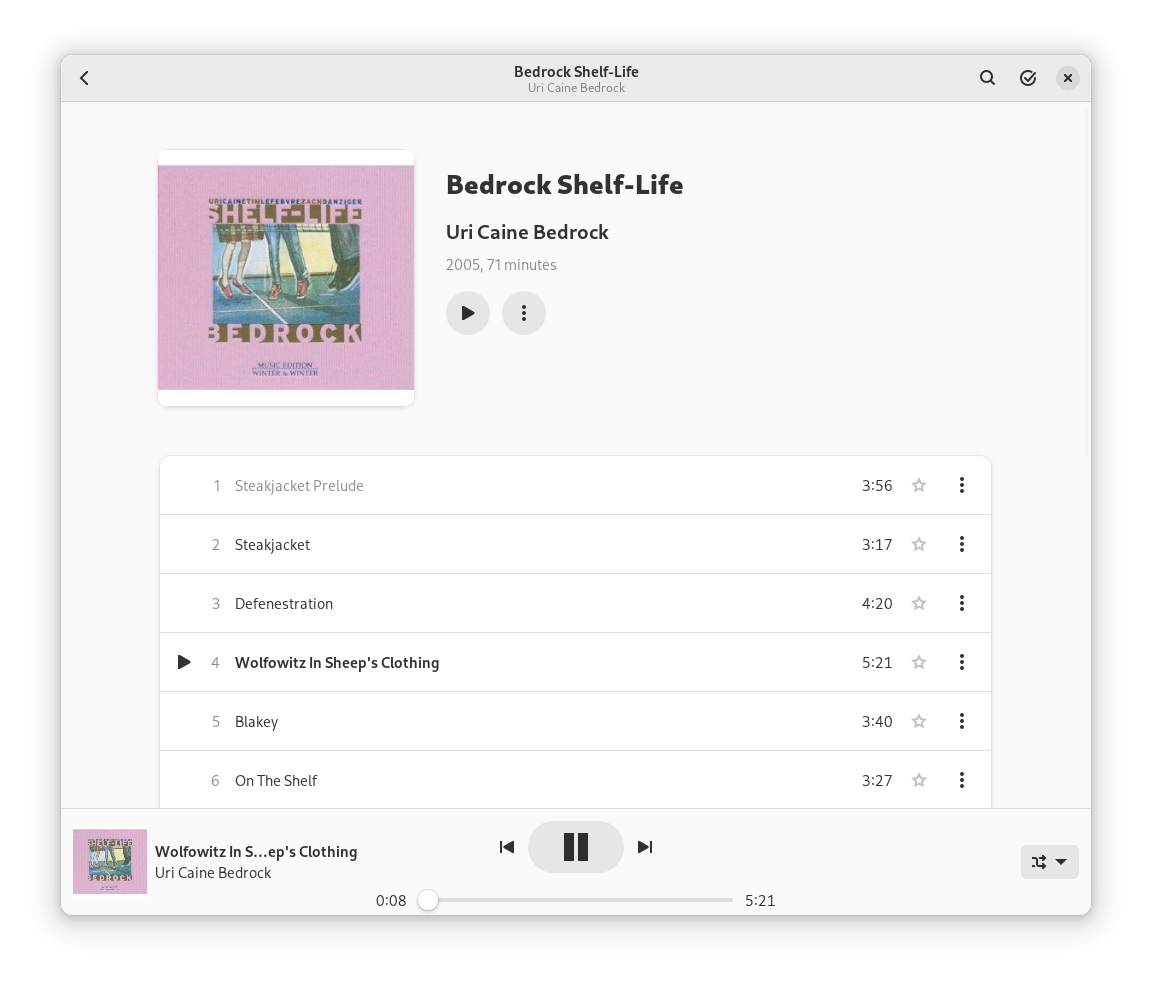 Bedrock Shelf-Life
Uri Caine Bedrock
URICAINETIMLEFEBVREZACHDANZIGER
SHELF-LIFE
BEDROCK
MUSIC EDITION
WINTER & WINTER
Bedrock Shelf-Life
Uri Caine Bedrock
2005, 71 minutes
1 Steakjacket Prelude 3:56
2 Steakjacket 3:17
3 Defenestration 4:20
4 Wolfowitz In Sheep's Clothing 5:21
5 Blakey 3:40
6 On The Shelf 3:27
SHELF-LIFE
BEDROCK
Wolfowitz In S…ep's Clothing
Uri Caine Bedrock
0:08 5:21